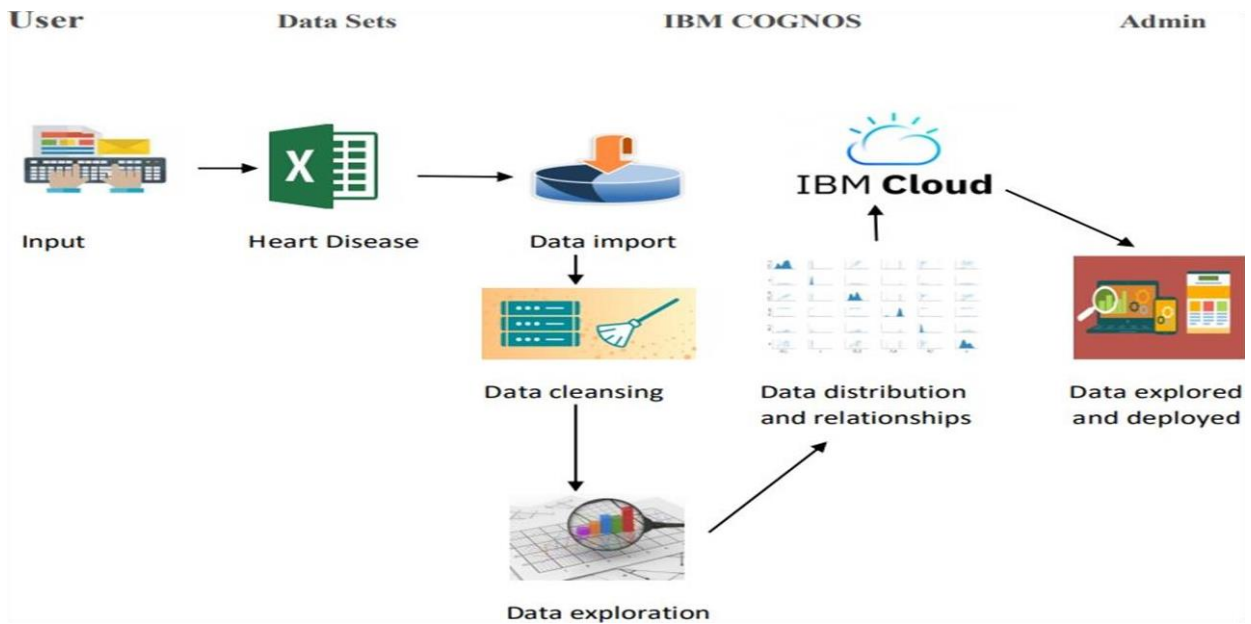 User
Data Sets
IBM COGNOS
Admin
X
IBM Cloud
Input
Heart Disease
Data import
Data cleansing
Data distribution
and relationships
Data explored
and deployed
Data exploration